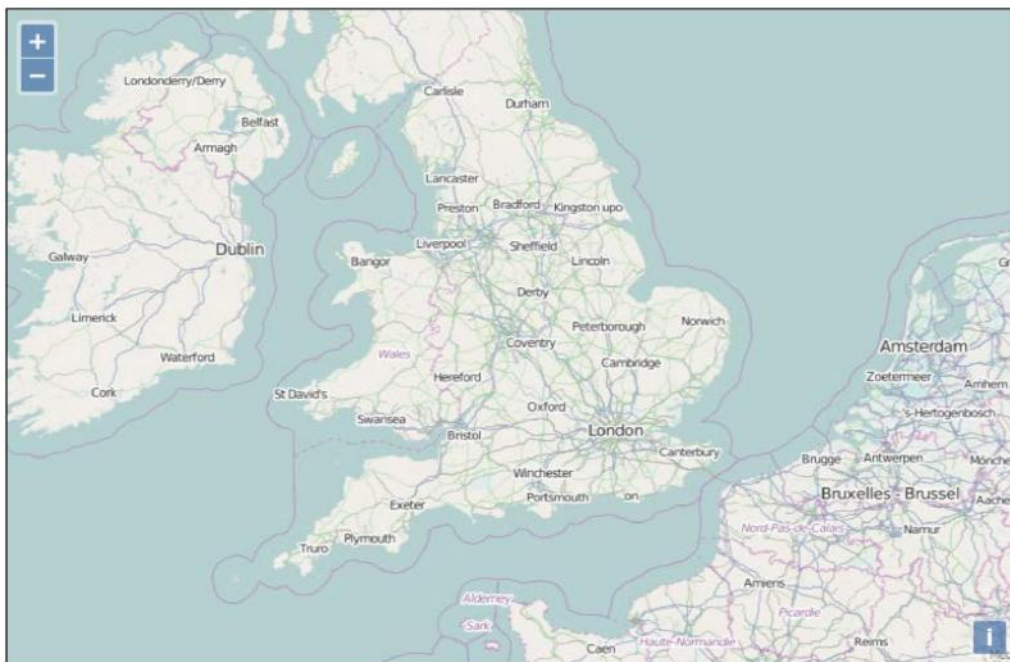 +
−
Londonderry/Derry
Carlisle
Durham
Belfast
Armagh
Lancaster
Preston
Bradford
Kingston upo
Dublin
Liverpool
Sheffield
Galway
Bangor
Lincoln
Derby
Limerick
Peterborough
Norwich
Coventry
Amsterdam
Waterford
Wales
Cambridge
Hereford
Zoetermeer
Arnhem
Cork
St David's
Oxford
's-Hertogenbosch
Swansea
Bristol
London
Canterbury
Brugge
Antwerpen
Winchester
Exeter
Portsmouth
on
Bruxelles - Brussel
Nord-Pas-de-Calais
Namur
Truro
Plymouth
Amiens
Alderney
Picardie
Sark
Caen
Haute-Normandie
Reims
i